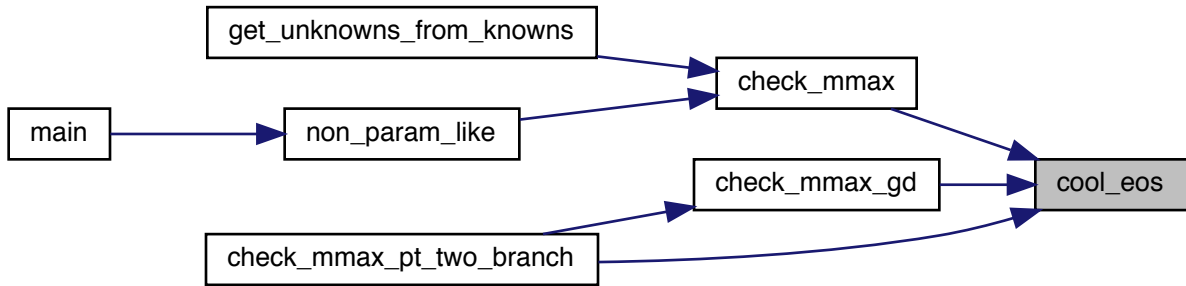 get_unknowns_from_knowns
check_mmax
main
non_param_like
check_mmax_gd
cool_eos
check_mmax_pt_two_branch